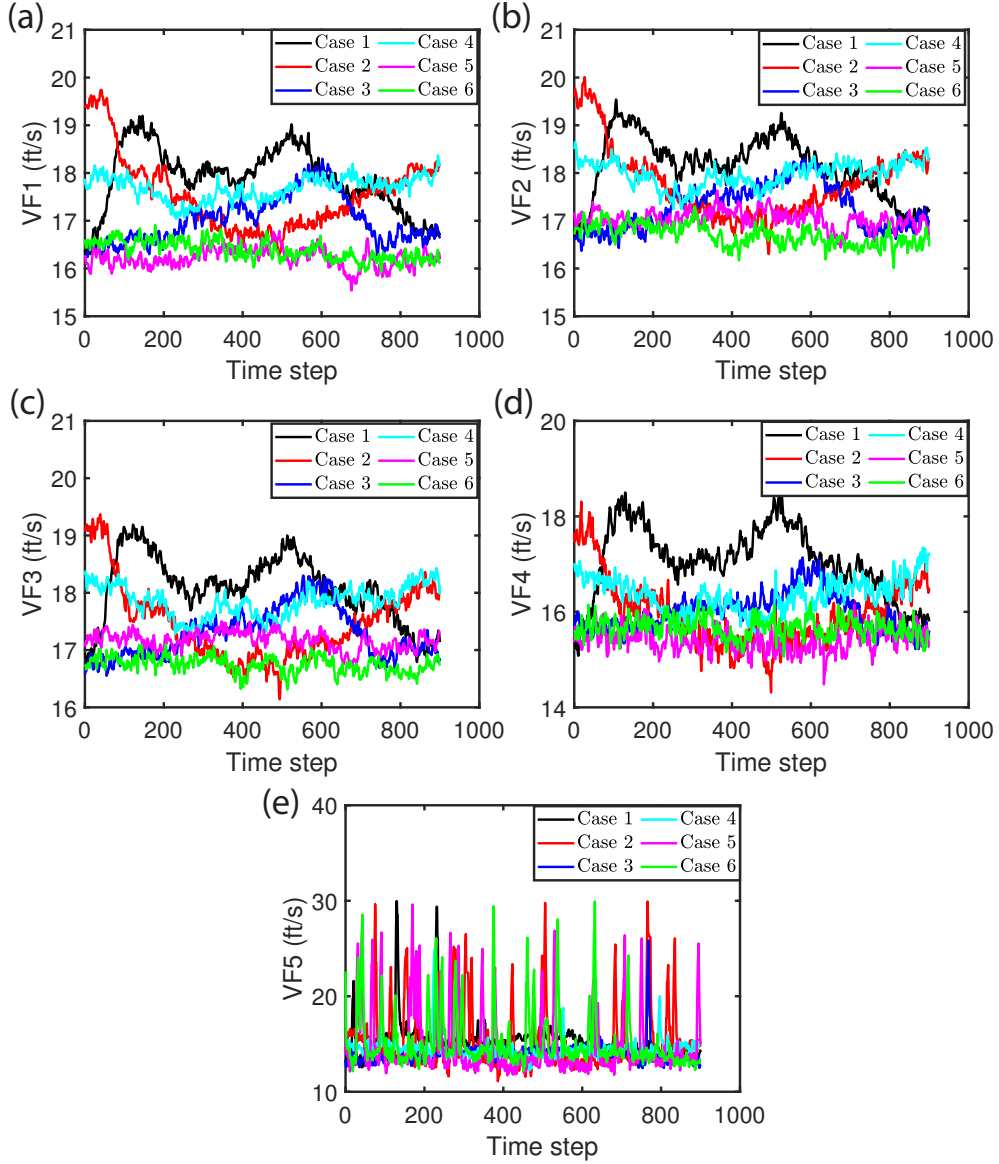 (a)
21
20
19
18
17
16
15
VF1 (ft/s)
0 200 400 600 800 1000
Time step
Case 1 Case 4
Case 2 Case 5
Case 3 Case 6
(b)
21
20
19
18
17
16
15
VF2 (ft/s)
0 200 400 600 800 1000
Time step
Case 1 Case 4
Case 2 Case 5
Case 3 Case 6
(c)
21
20
19
18
17
16
VF3 (ft/s)
0 200 400 600 800 1000
Time step
Case 1 Case 4
Case 2 Case 5
Case 3 Case 6
(d)
20
18
16
14
VF4 (ft/s)
0 200 400 600 800 1000
Time step
Case 1 Case 4
Case 2 Case 5
Case 3 Case 6
(e)
40
30
20
10
VF5 (ft/s)
0 200 400 600 800 1000
Time step
Case 1 Case 4
Case 2 Case 5
Case 3 Case 6